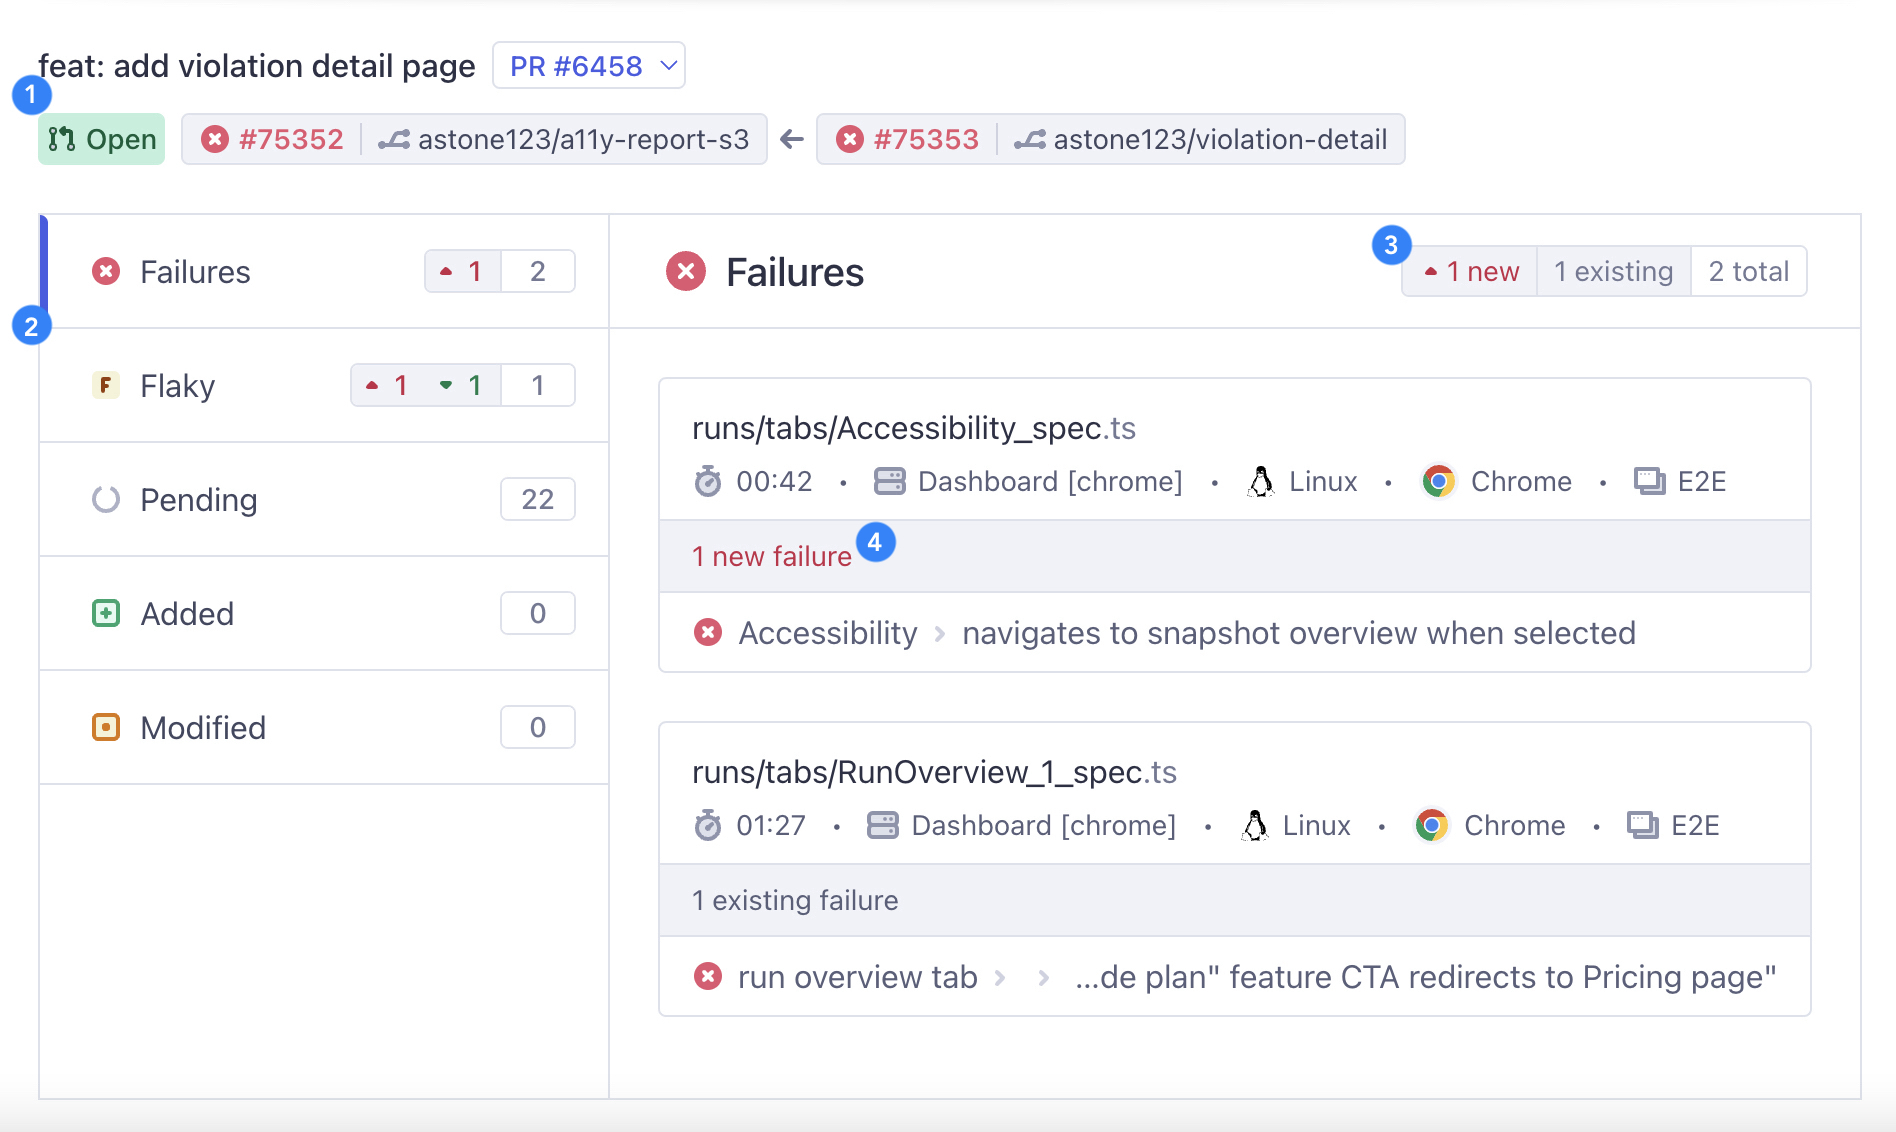 feat: add violation detail page PR #6458
1
Open #75352 astone123/a11y-report-s3 ← #75353 astone123/violation-detail
Failures 1 2
2
F Flaky 1 1 1
Pending 22
Added 0
Modified 0
Failures 3 1 new 1 existing 2 total
runs/tabs/Accessibility_spec.ts
00:42 • Dashboard [chrome] • Linux • Chrome • E2E
1 new failure 4
Accessibility › navigates to snapshot overview when selected
runs/tabs/RunOverview_1_spec.ts
01:27 • Dashboard [chrome] • Linux • Chrome • E2E
1 existing failure
run overview tab › › ...de plan" feature CTA redirects to Pricing page"